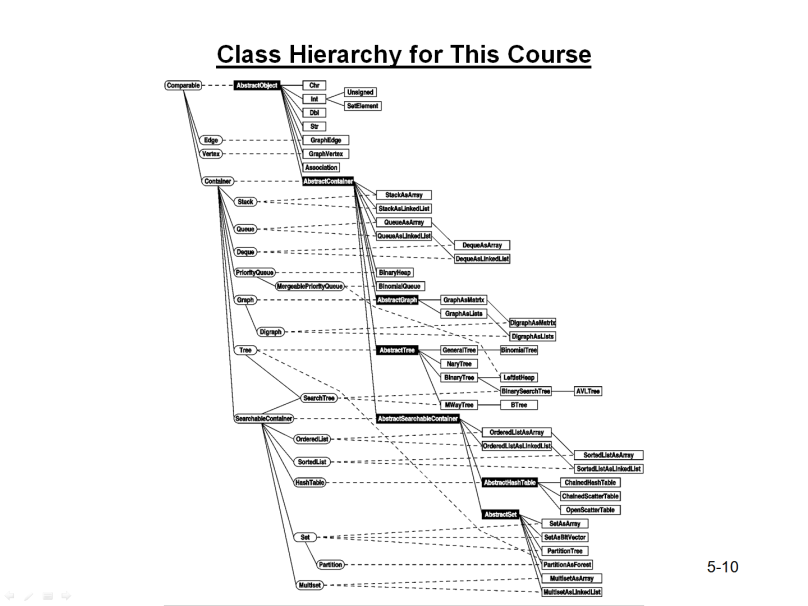 Class Hierarchy for This Course
Comparable
AbstractObject
Chr
Int
Unsigned
SetElement
Dbl
Str
Edge
GraphEdge
Vertex
GraphVertex
Association
Container
AbstractContainer
Stack
StackAsArray
StackAsLinkedList
Queue
QueueAsArray
QueueAsLinkedList
Deque
DequeAsArray
DequeAsLinkedList
PriorityQueue
BinaryHeap
MergeablePriorityQueue
BinomialQueue
Graph
AbstractGraph
GraphAsMatrix
GraphAsLists
Digraph
DigraphAsMatrix
DigraphAsLists
Tree
AbstractTree
GeneralTree
BinomialTree
NaryTree
BinaryTree
LeftistHeap
BinarySearchTree
AVLTree
SearchTree
MWayTree
BTree
SearchableContainer
AbstractSearchableContainer
OrderedList
OrderedListAsArray
OrderedListAsLinkedList
SortedList
SortedListAsArray
SortedListAsLinkedList
HashTable
AbstractHashTable
ChainedHashTable
ChainedScatterTable
OpenScatterTable
AbstractSet
Set
SetAsArray
SetAsBitVector
PartitionTree
Partition
PartitionAsForest
Multiset
MultisetAsArray
MultisetAsLinkedList
5-10